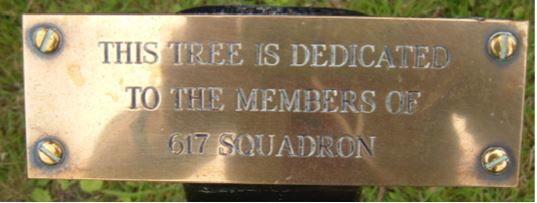 THIS TREE IS DEDICATED
TO THE MEMBERS OF
617 SQUADRON